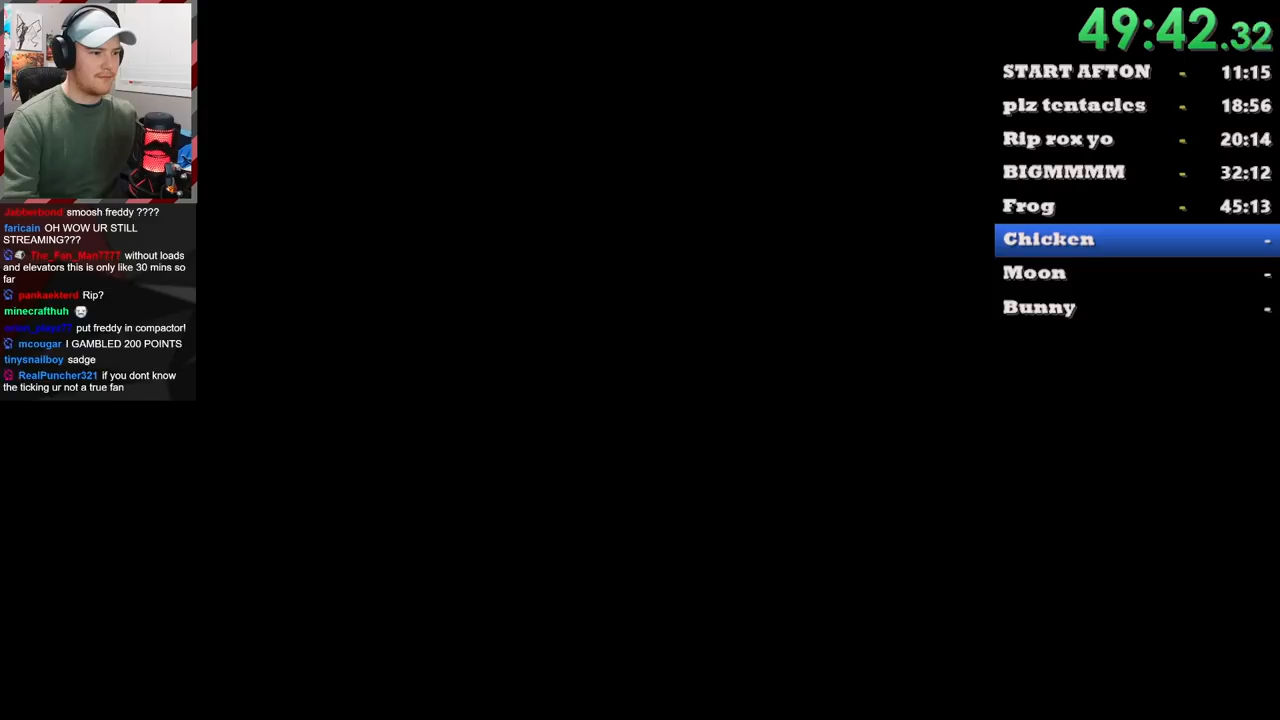 49:42.32
START AFTON - 11:15
plz tentacles - 18:56
Rip rox yo - 20:14
BIGMMMM - 32:12
Frog - 45:13
Chicken -
Moon -
Bunny -
Jabberbond smoosh freddy ????
faricain OH WOW UR STILL
STREAMING???
The_Fan_Man7777 without loads
and elevators this is only like 30 mins so
far
pankaekterd Rip?
minecrafthuh
put freddy in compactor!
mcougar I GAMBLED 200 POINTS
tinysnailboy sadge
RealPuncher321 if you dont know
the ticking ur not a true fan